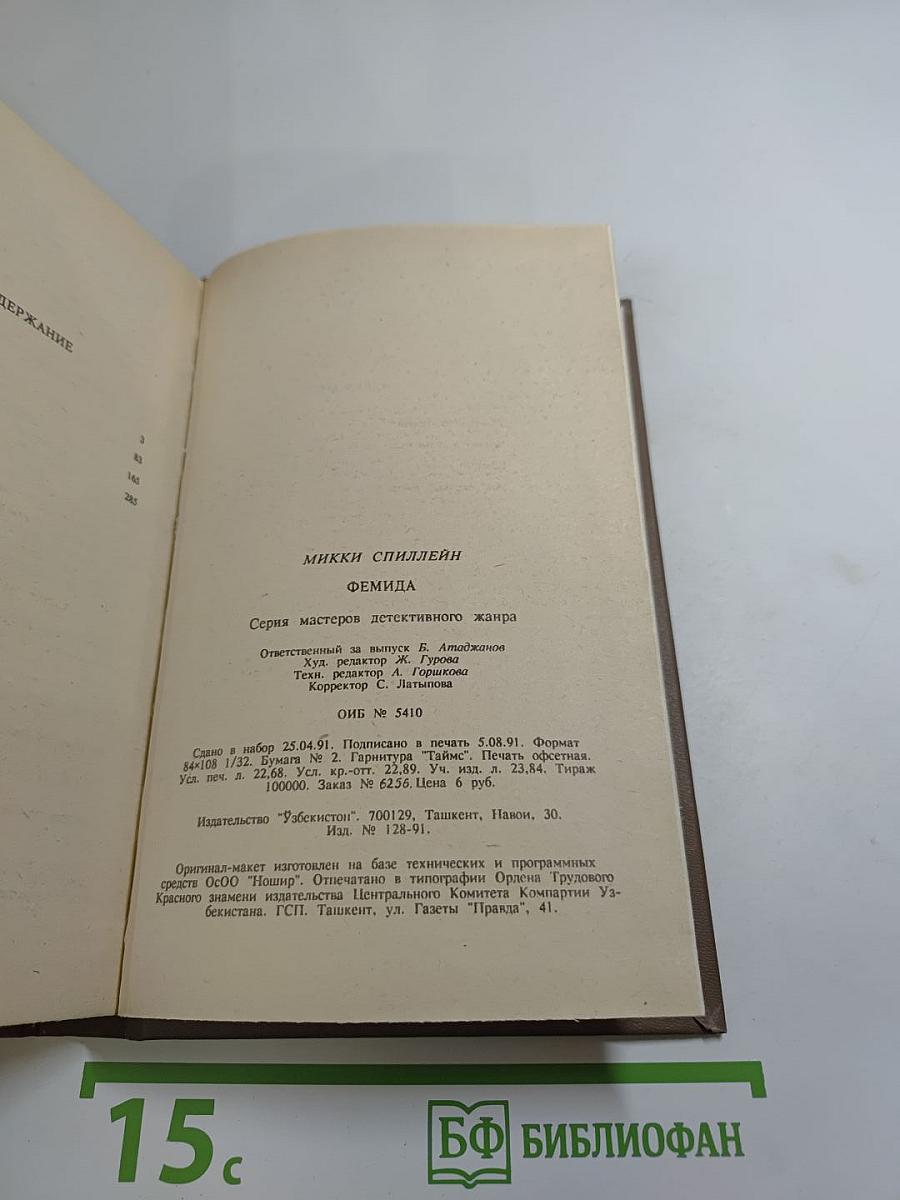 ДЕРЖАНИЕ
3
83
165
285
МИККИ СПИЛЛЕЙН
ФЕМИДА
Серия мастеров детективного жанра
Ответственный за выпуск Б. Атаджанов
Худ. редактор Ж. Гурова
Техн. редактор А. Горшкова
Корректор С. Латыпова
ОИБ № 5410
Сдано в набор 25.04.91. Подписано в печать 5.08.91. Формат
84×108 1/32. Бумага № 2. Гарнитура "Таймс". Печать офсетная.
Усл. печ. л. 22,68. Усл. кр.-отт. 22,89. Уч. изд. л. 23,84. Тираж
100000. Заказ № 6256. Цена 6 руб.
Издательство "Ўзбекистон". 700129, Ташкент, Навои, 30.
Изд. № 128-91.
Оригинал-макет изготовлен на базе технических и программных
средств ОсОО "Ношир". Отпечатано в типографии Ордена Трудового
Красного знамени издательства Центрального Комитета Компартии Уз-
бекистана. ГСП. Ташкент, ул. Газеты "Правда", 41.
15 с
БФ БИБЛИОФАН